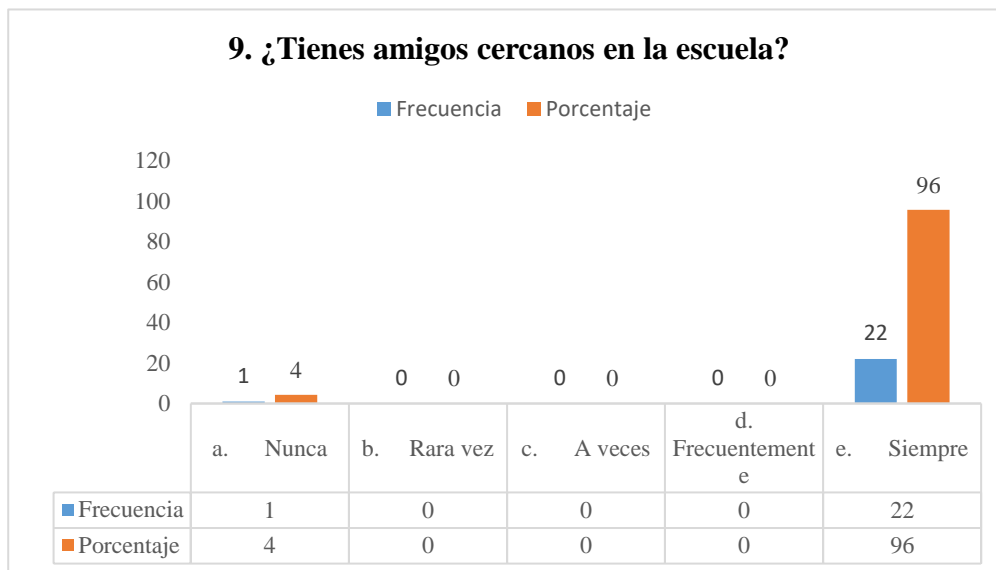 9. ¿Tienes amigos cercanos en la escuela?
Frecuencia Porcentaje
120
100
80
60
40
20
0
1 4 0 0 0 0 0 0 22 96
a. Nunca b. Rara vez c. A veces d. Frecuentement e e. Siempre
Frecuencia 1 0 0 0 22
Porcentaje 4 0 0 0 96